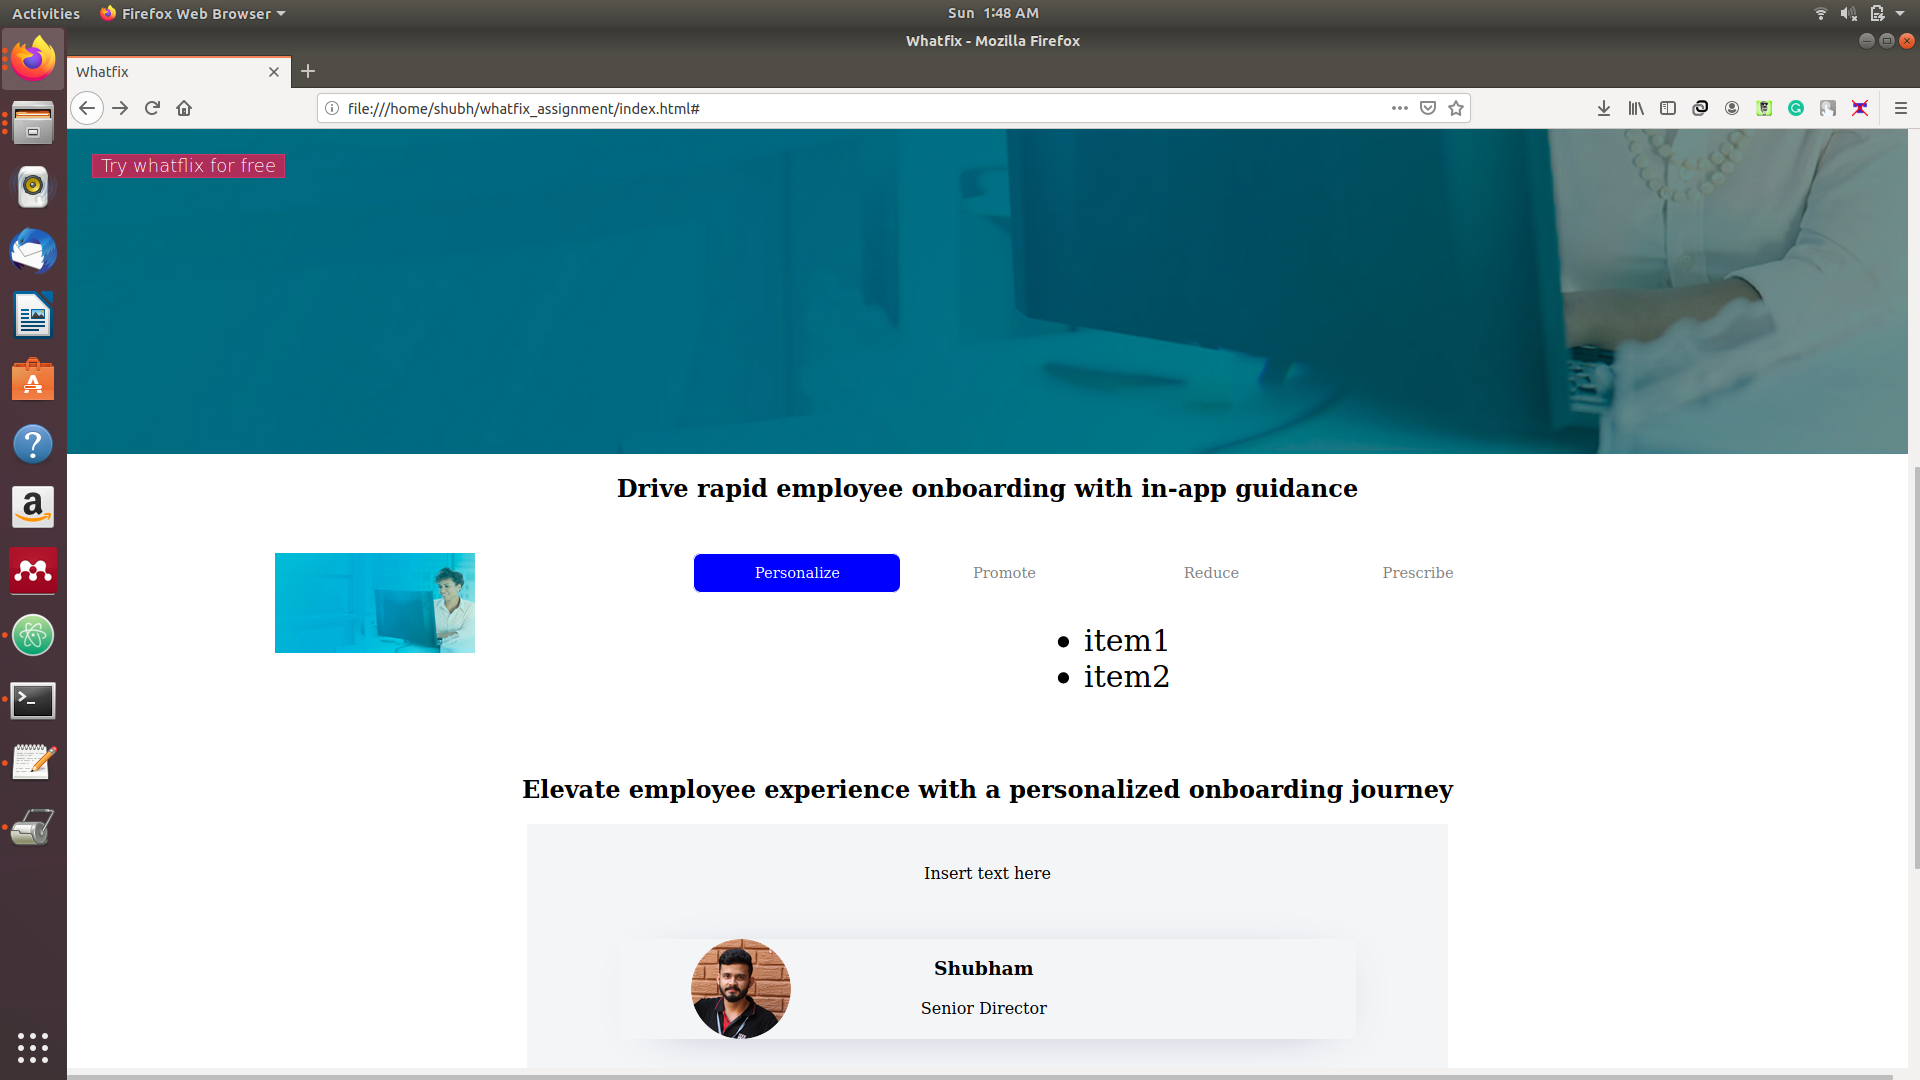 Activities Firefox Web Browser Sun 1:48 AM
Whatfix - Mozilla Firefox
Whatfix
file:///home/shubh/whatfix_assignment/index.html#
Try whatflix for free
Drive rapid employee onboarding with in-app guidance
Personalize Promote Reduce Prescribe
• item1
• item2
Elevate employee experience with a personalized onboarding journey
Insert text here
Shubham
Senior Director